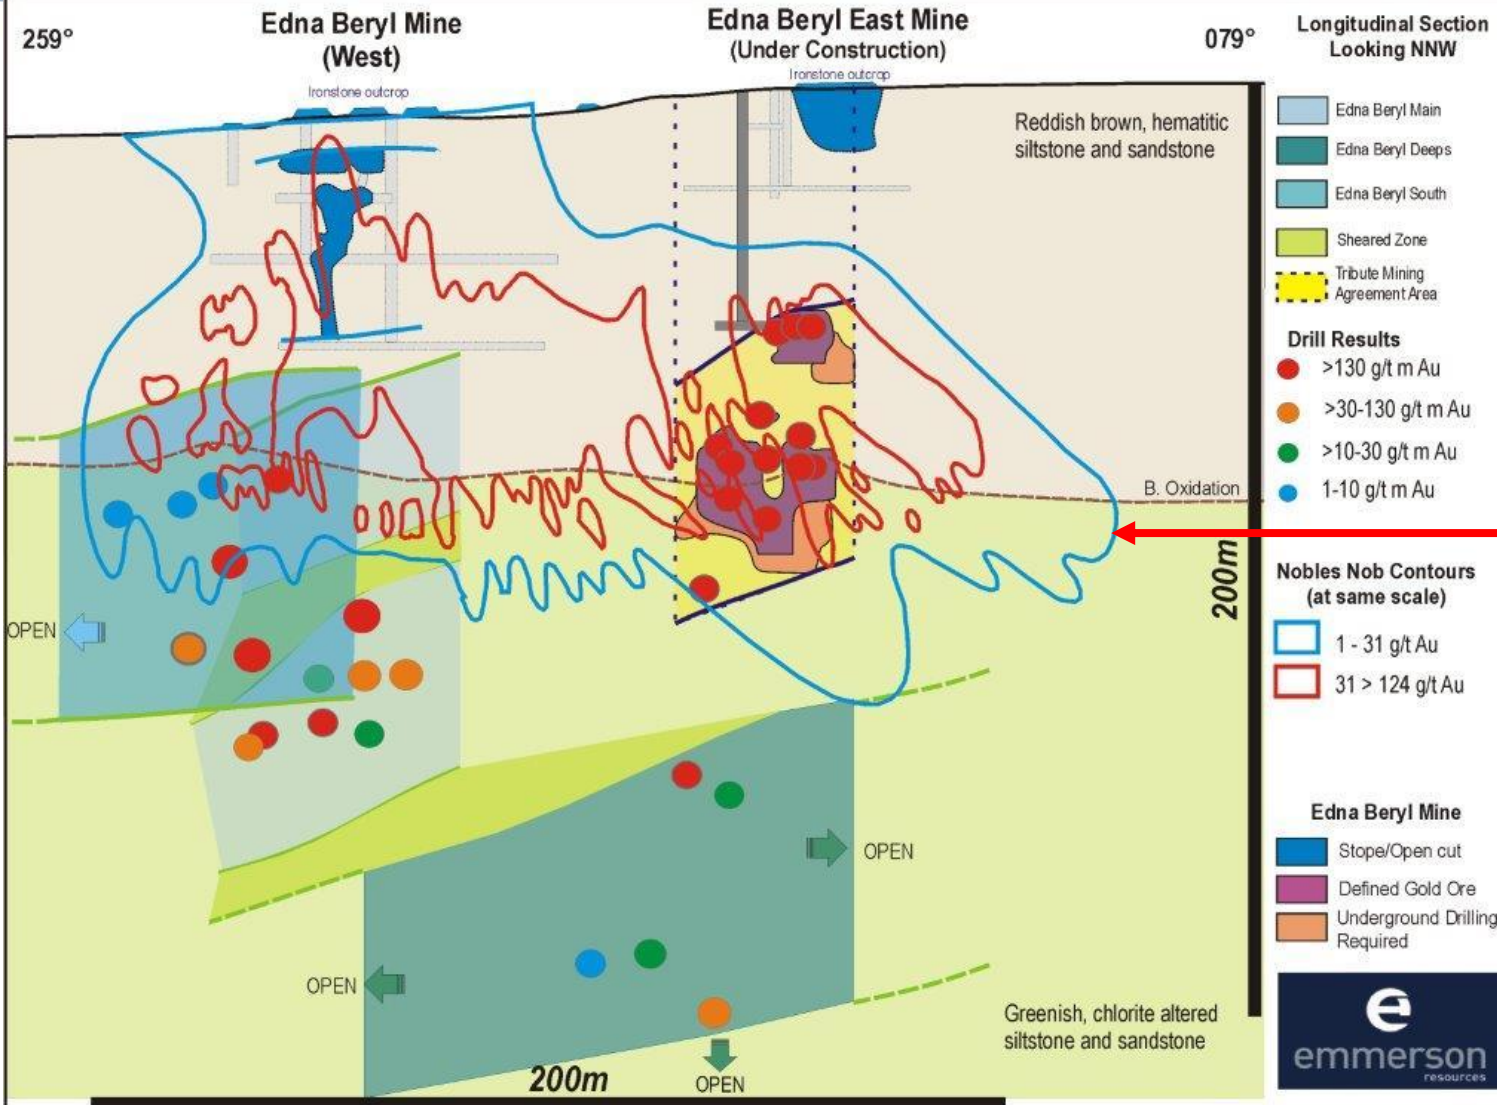 259°
Edna Beryl Mine
(West)
Ironstone outcrop
Edna Beryl East Mine
(Under Construction)
Ironstone outcrop
079°
Reddish brown, hematitic
siltstone and sandstone
B. Oxidation
200m
OPEN
OPEN
OPEN
OPEN
Greenish, chlorite altered
siltstone and sandstone
200m
Longitudinal Section
Looking NNW
Edna Beryl Main
Edna Beryl Deeps
Edna Beryl South
Sheared Zone
Tribute Mining
Agreement Area
Drill Results
>130 g/t m Au
>30-130 g/t m Au
>10-30 g/t m Au
1-10 g/t m Au
Nobles Nob Contours
(at same scale)
1 - 31 g/t Au
31 > 124 g/t Au
Edna Beryl Mine
Stope/Open cut
Defined Gold Ore
Underground Drilling
Required
e
emmerson
resources